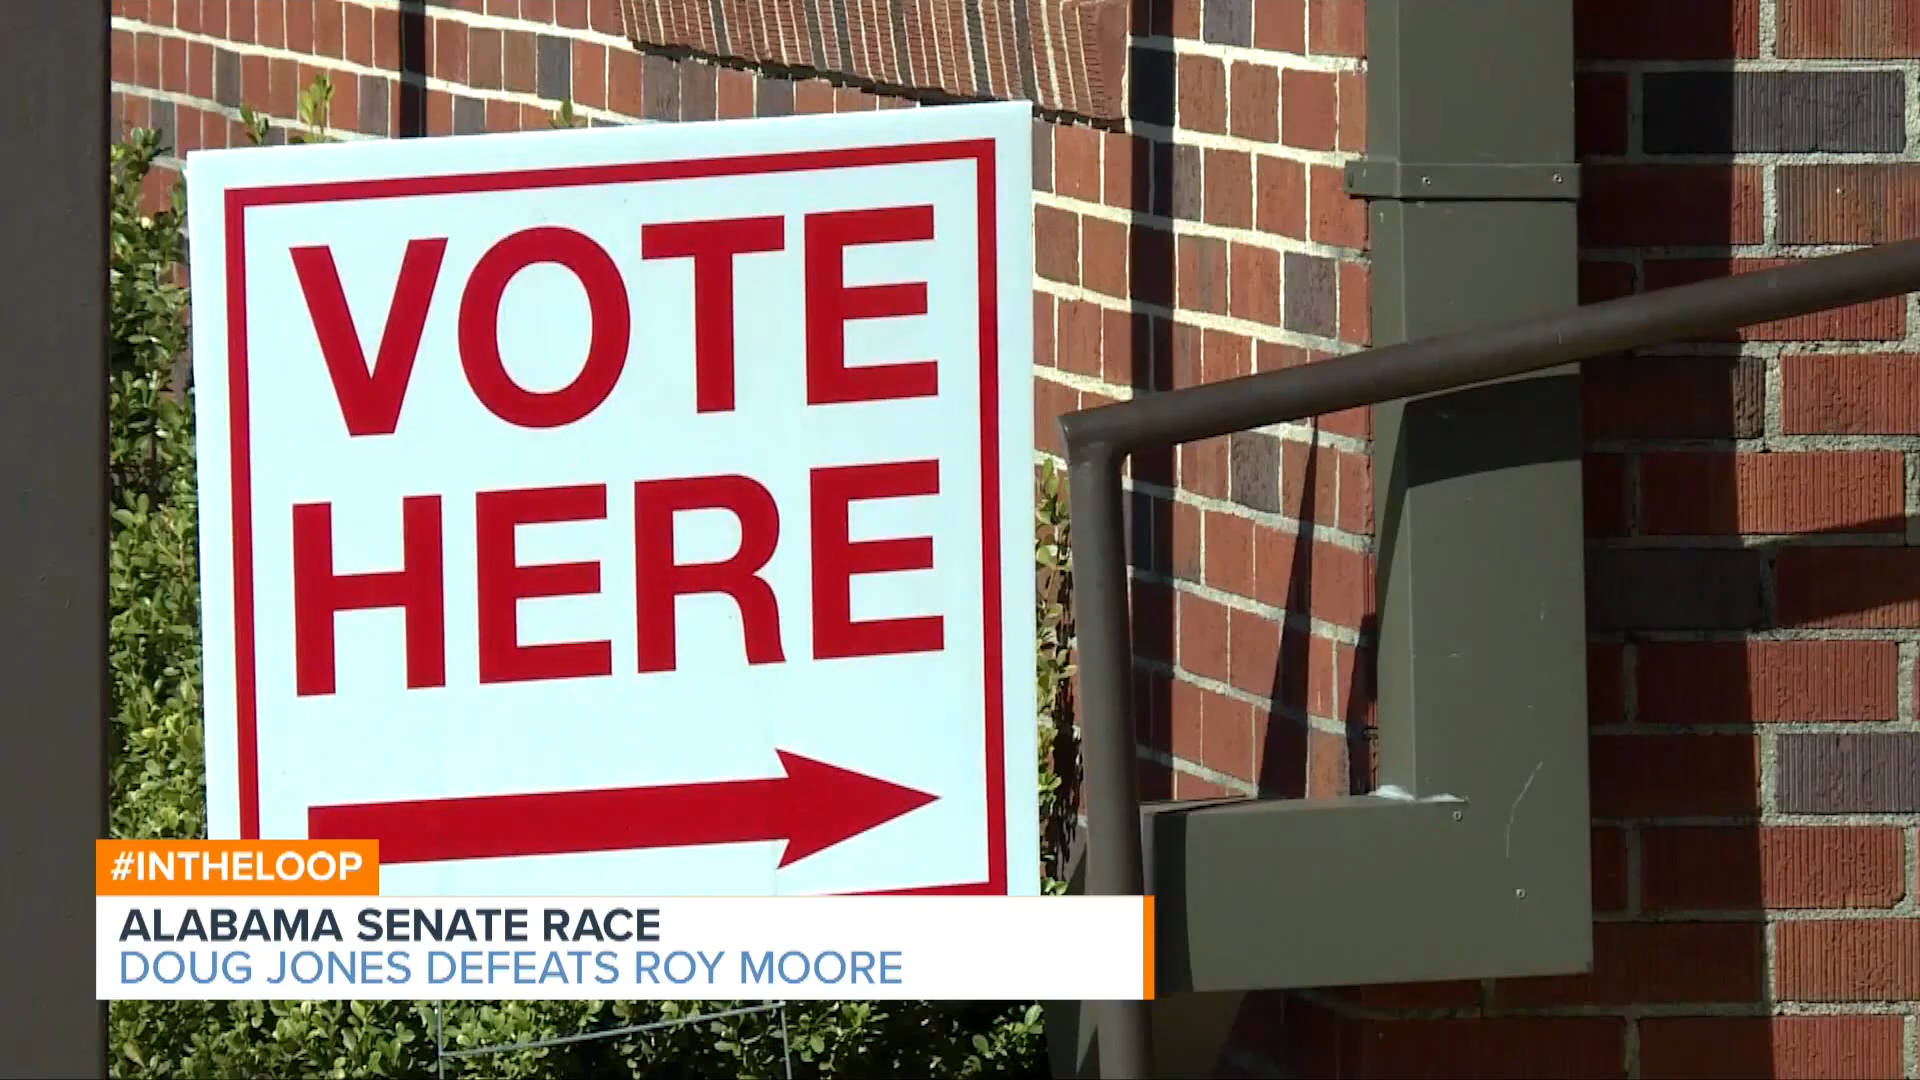 VOTE
HERE
#INTHELOOP
ALABAMA SENATE RACE
DOUG JONES DEFEATS ROY MOORE